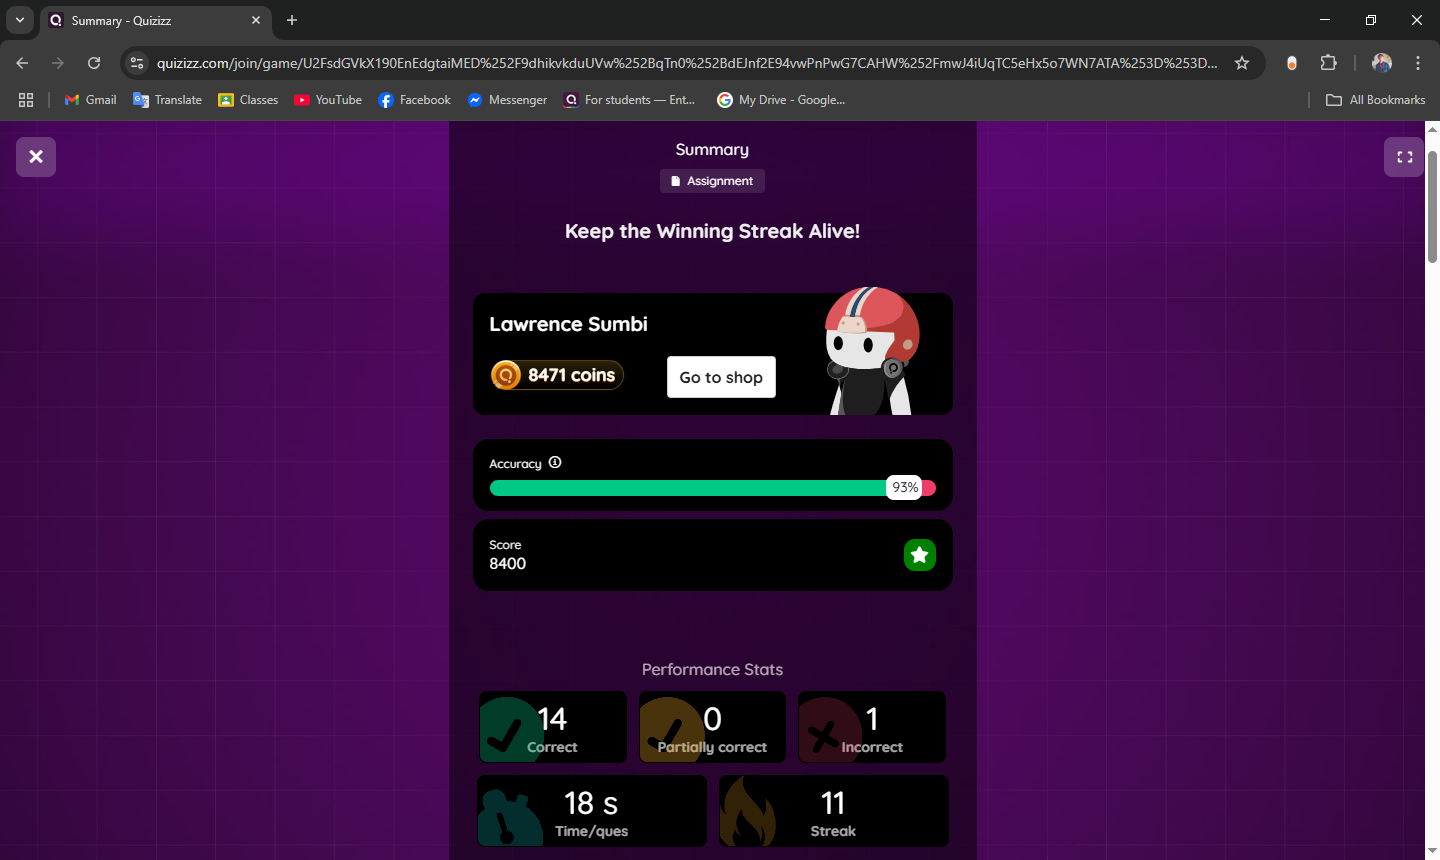 Summary - Quizizz
quizizz.com/join/game/U2FsdGVkX190EnEdgtaiMED%252F9dhikvkduUVw%252BqTn0%252BdEJnf2E94vwPnPwG7CAHW%252FmwJ4iUqTC5eHx5o7WN7ATA%253D%253D...
Gmail
Translate
Classes
YouTube
Facebook
Messenger
For students — Ent...
My Drive - Google...
All Bookmarks
Summary
Assignment
Keep the Winning Streak Alive!
Lawrence Sumbi
8471 coins
Go to shop
Accuracy
93%
Score
8400
Performance Stats
14
Correct
0
Partially correct
1
Incorrect
18 s
Time/ques
11
Streak